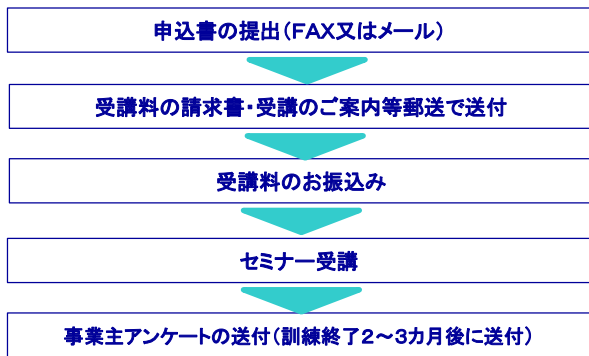 申込書の提出（FAX又はメール）
受講料の請求書・受講のご案内等郵送で送付
受講料のお振込み
セミナー受講
事業主アンケートの送付（訓練終了２～３カ月後に送付）